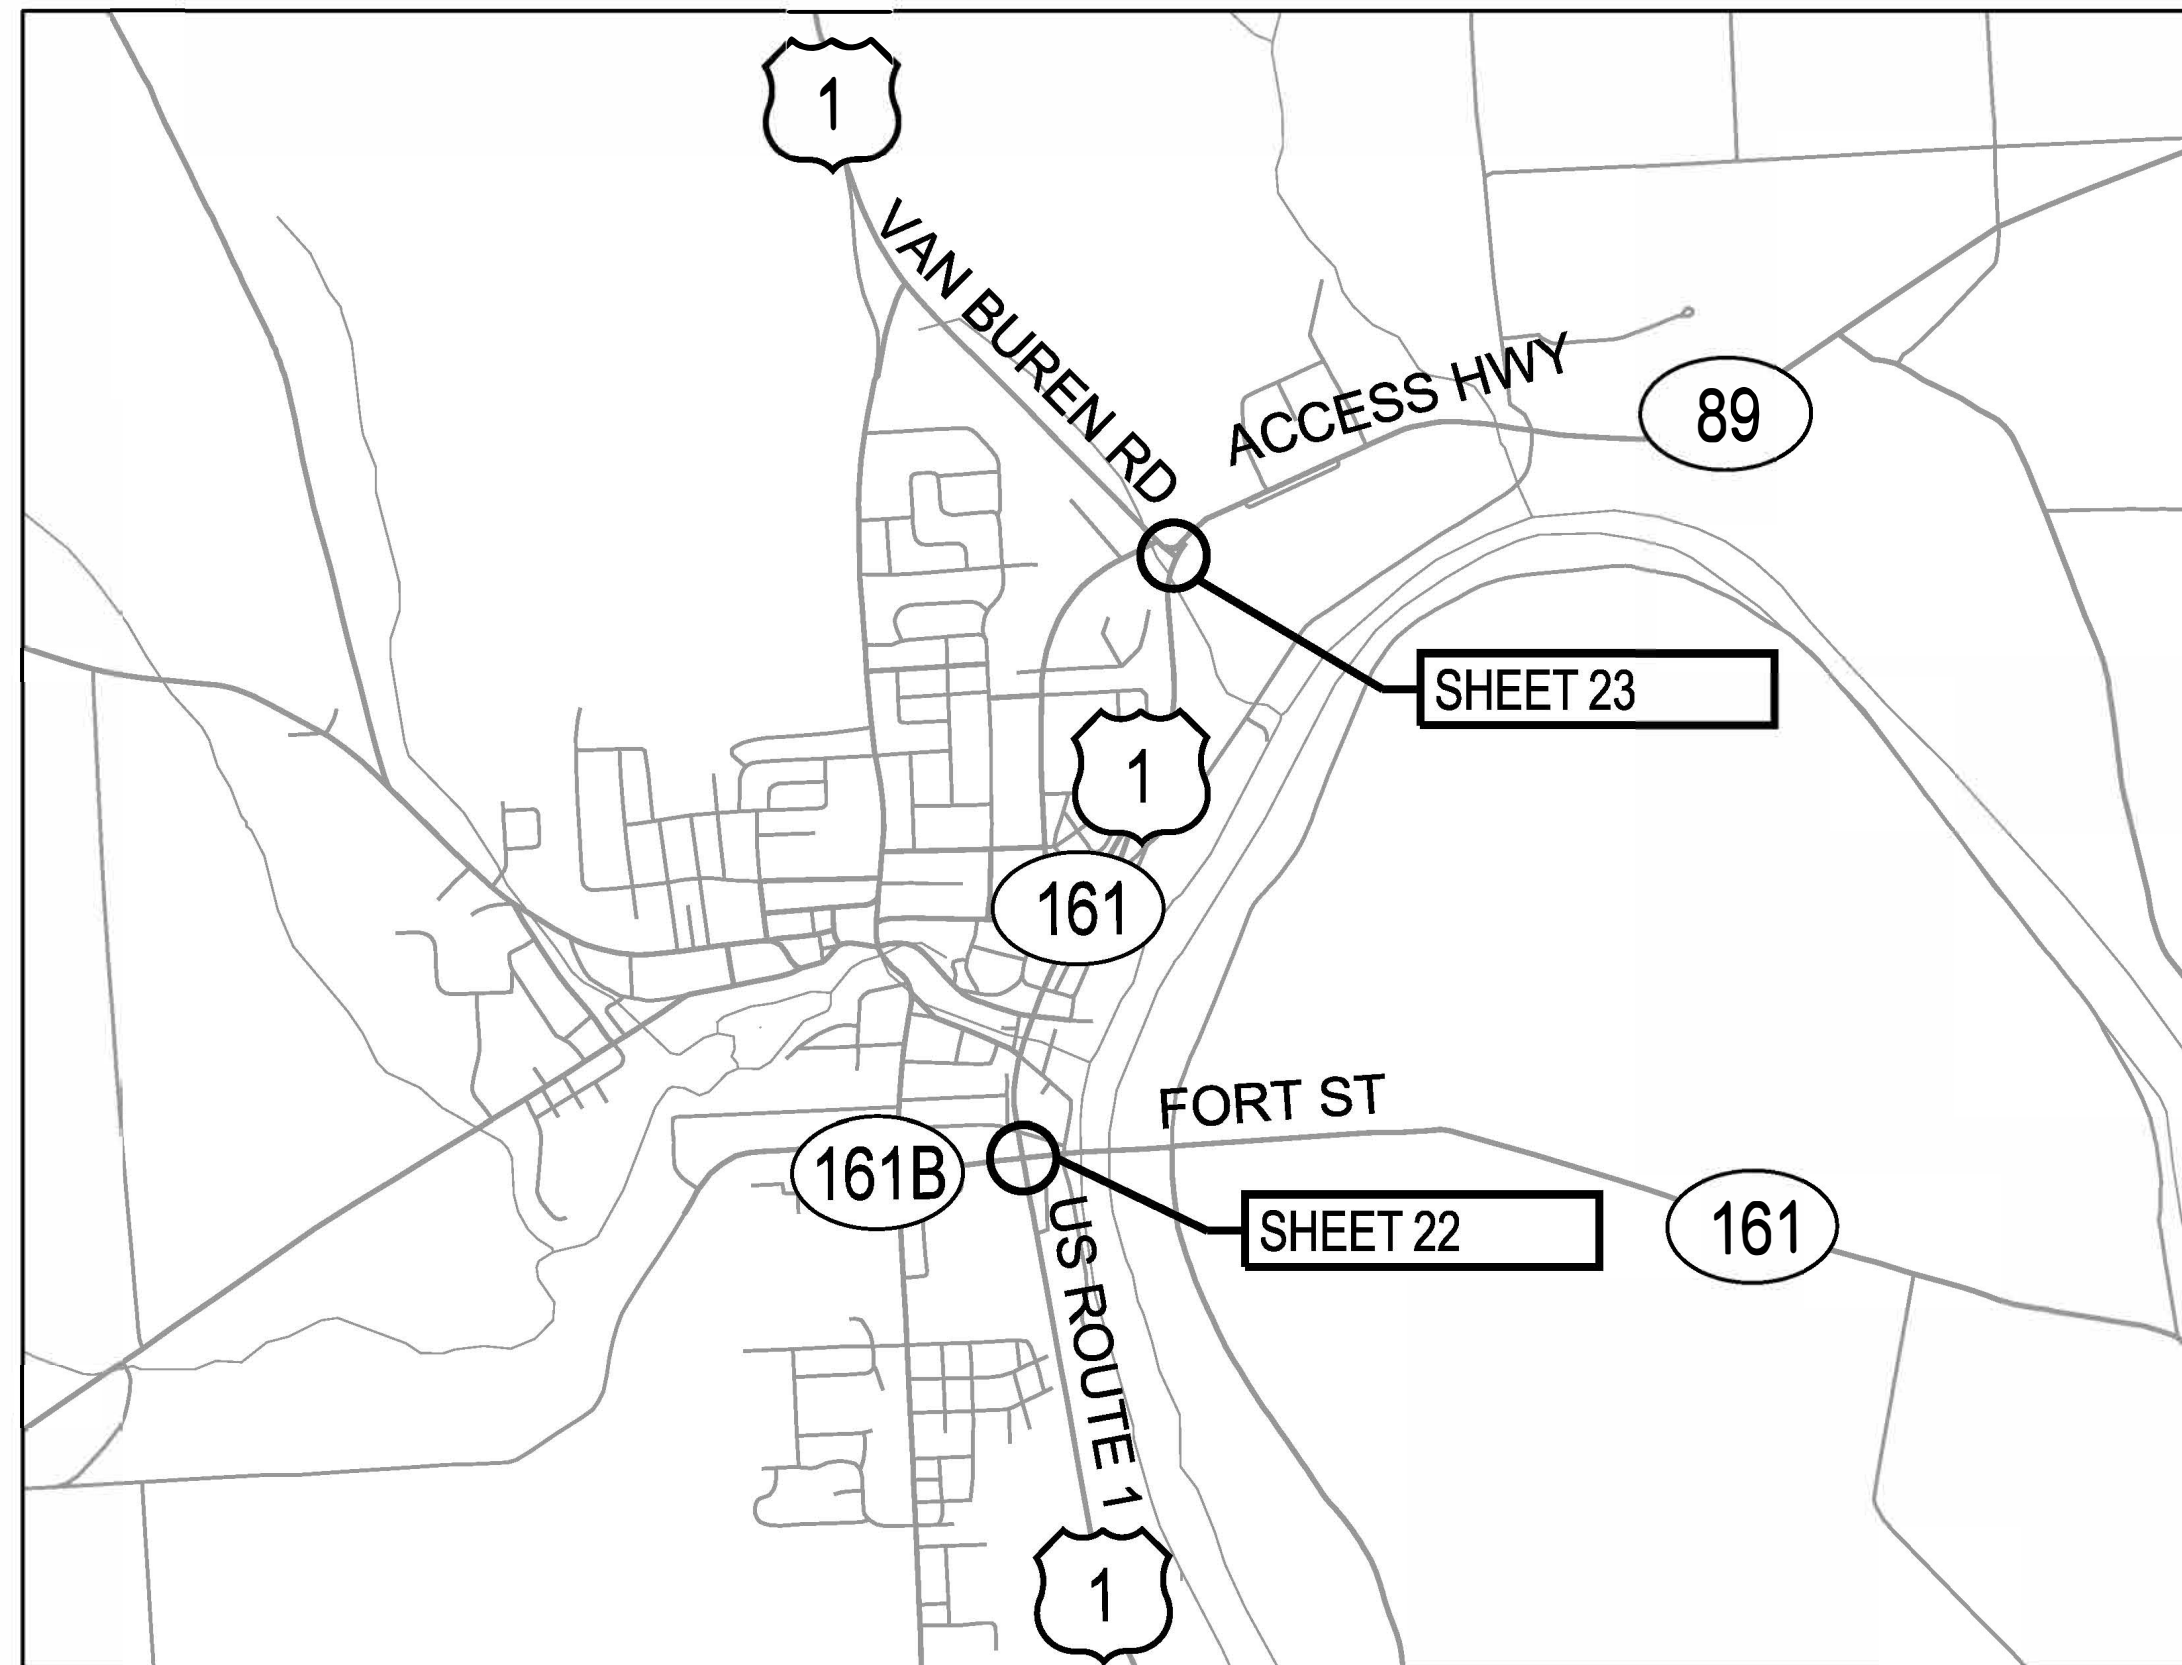 1
VAN BUREN RD
ACCESS HWY
89
SHEET 23
1
161
FORT ST
161B
161
SHEET 22
US ROUTE 1
1